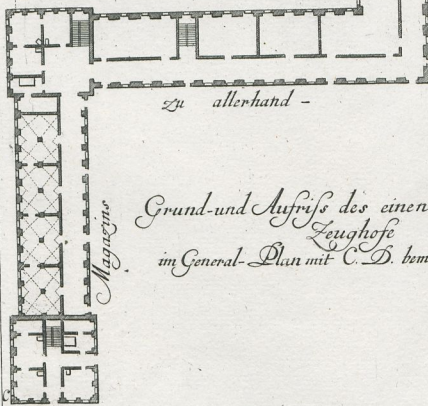 zu allerhand -
Magazins
Grund-und Aufriſs des einen
Zeughofe
im General-Plan mit C. D. bem
C